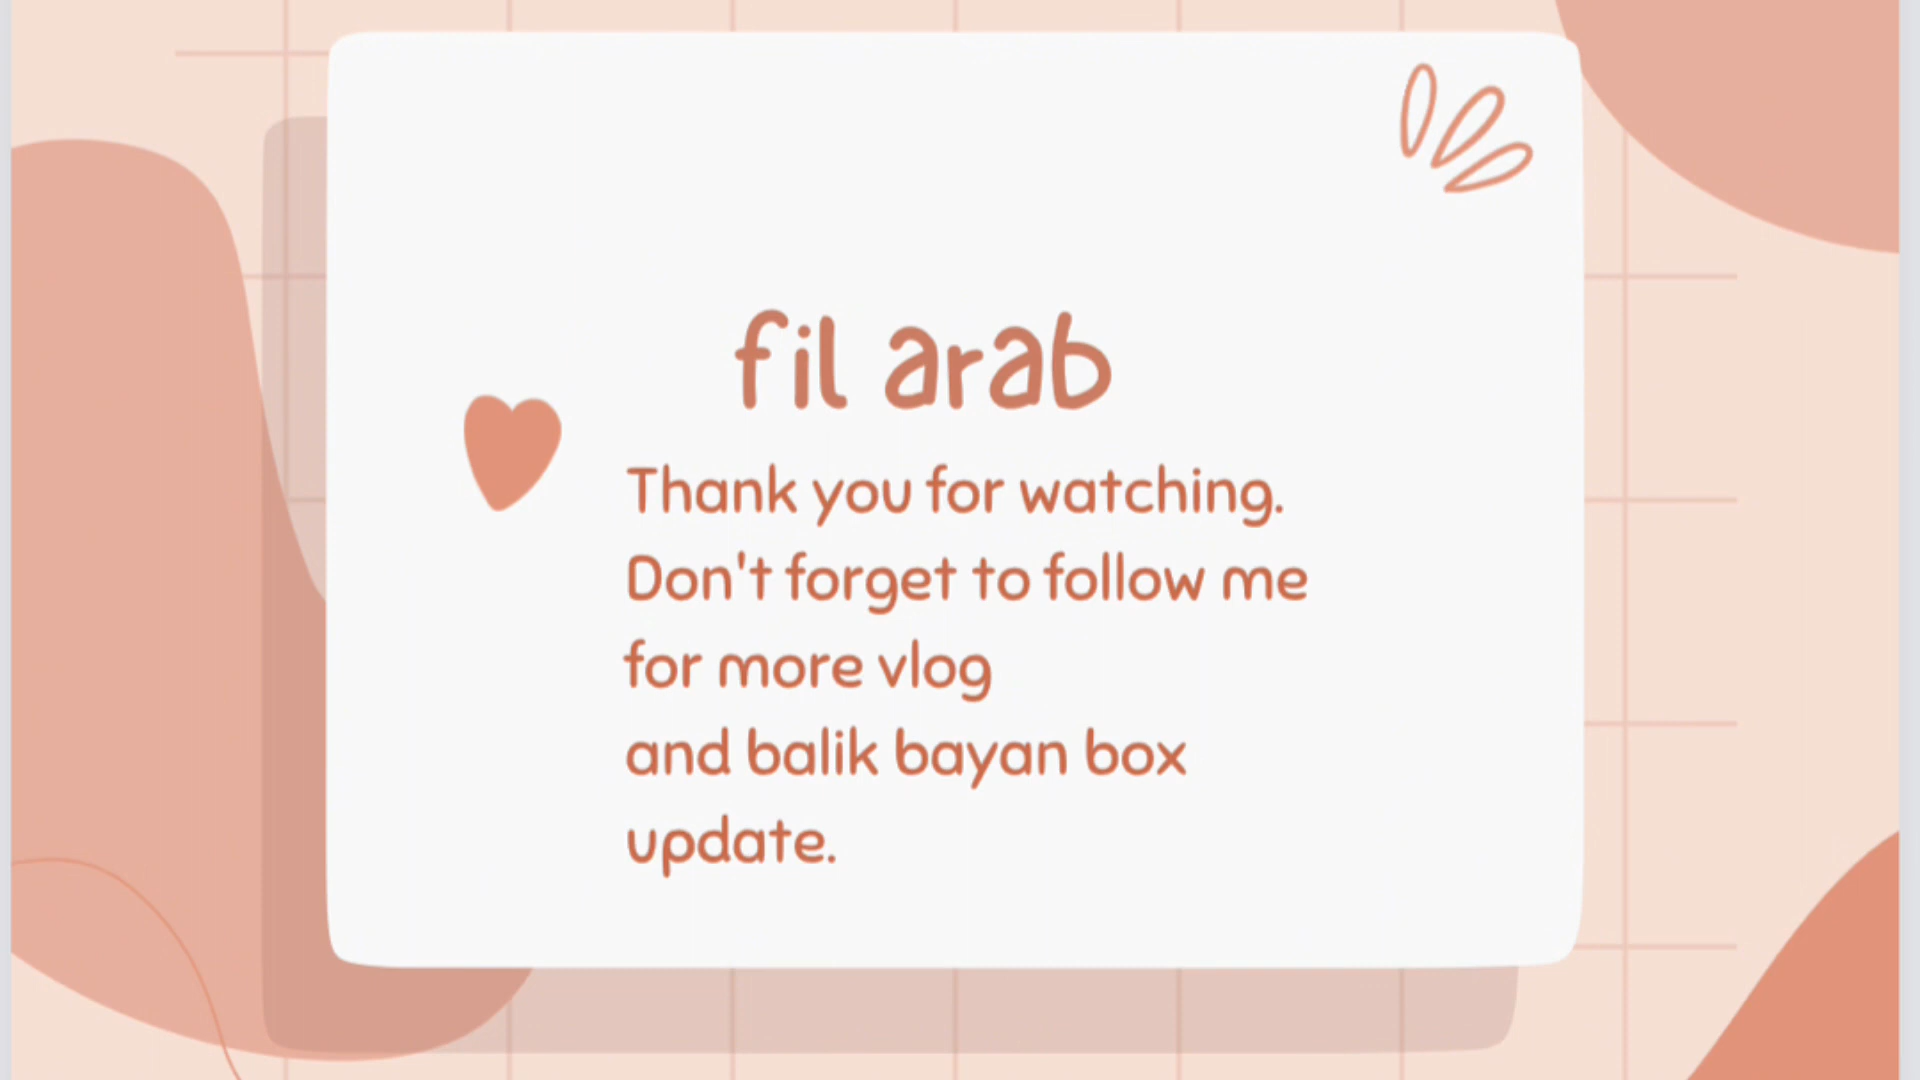 fil arab
Thank you for watching.
Don't forget to follow me
for more vlog
and balik bayan box
update.